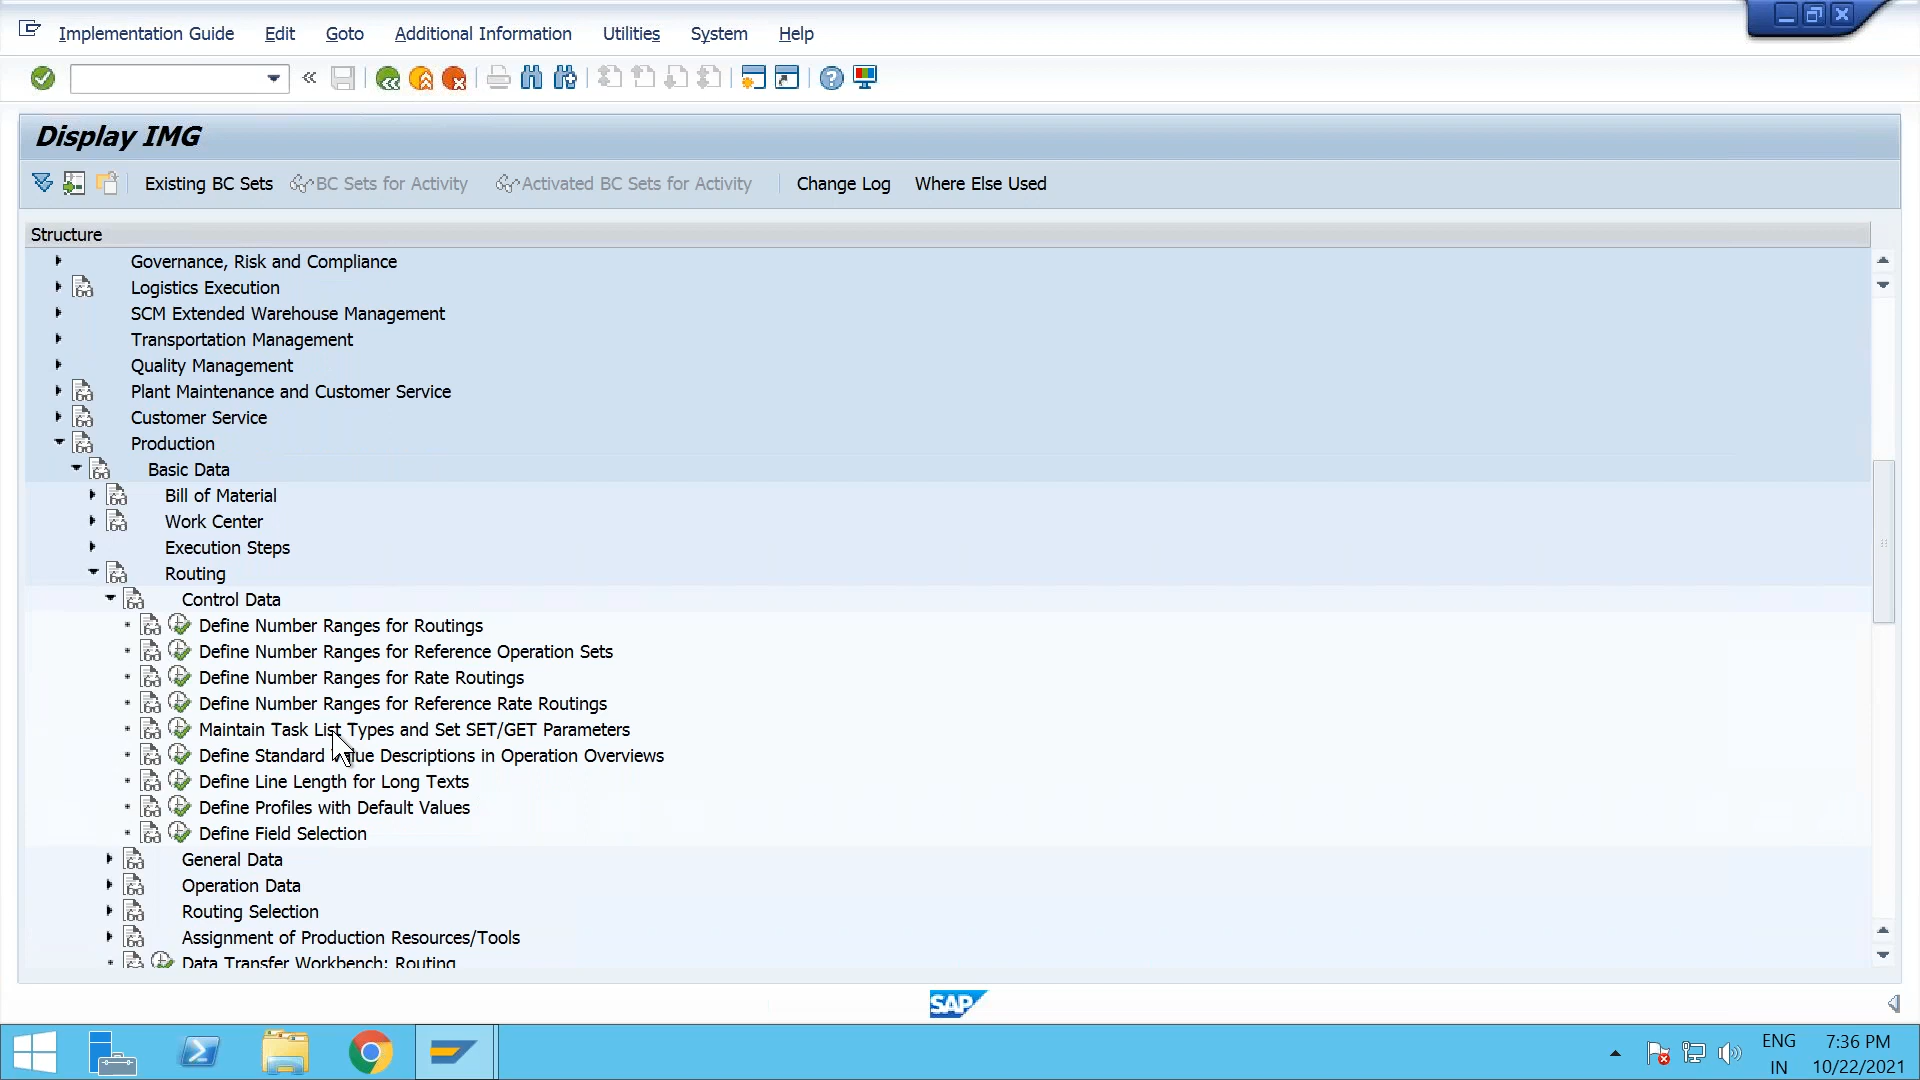 Implementation Guide Edit Goto Additional Information Utilities System Help
Display IMG
Existing BC Sets BC Sets for Activity Activated BC Sets for Activity Change Log Where Else Used
Structure
Governance, Risk and Compliance
Logistics Execution
SCM Extended Warehouse Management
Transportation Management
Quality Management
Plant Maintenance and Customer Service
Customer Service
Production
Basic Data
Bill of Material
Work Center
Execution Steps
Routing
Control Data
Define Number Ranges for Routings
Define Number Ranges for Reference Operation Sets
Define Number Ranges for Rate Routings
Define Number Ranges for Reference Rate Routings
Maintain Task List Types and Set SET/GET Parameters
Define Standard Value Descriptions in Operation Overviews
Define Line Length for Long Texts
Define Profiles with Default Values
Define Field Selection
General Data
Operation Data
Routing Selection
Assignment of Production Resources/Tools
Data Transfer Workbench: Routing
SAP
ENG 7:36 PM
IN 10/22/2021